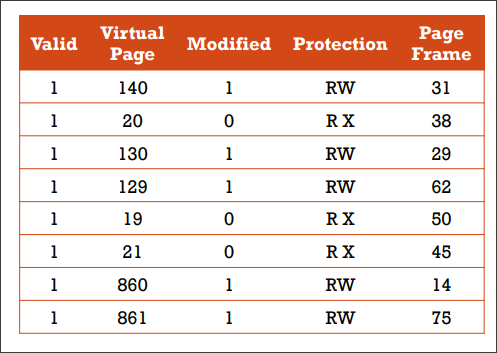 Valid Virtual Page Modified Protection Page Frame
1 140 1 RW 31
1 20 0 R X 38
1 130 1 RW 29
1 129 1 RW 62
1 19 0 R X 50
1 21 0 R X 45
1 860 1 RW 14
1 861 1 RW 75